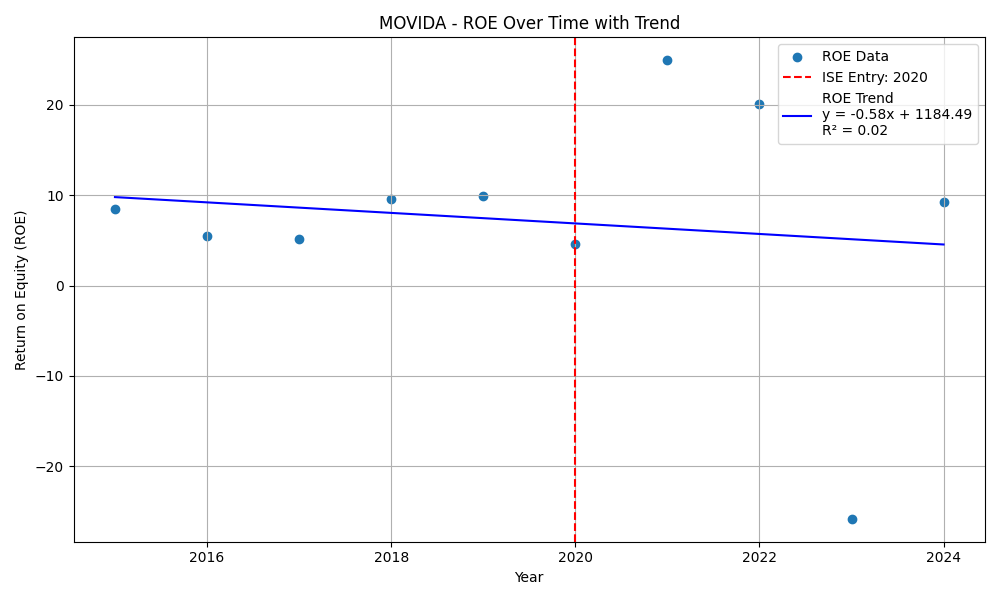 MOVIDA - ROE Over Time with Trend
ROE Data
ISE Entry: 2020
ROE Trend
y = -0.58x + 1184.49
R² = 0.02
Return on Equity (ROE)
20
10
0
−10
−20
2016
2018
2020
2022
2024
Year